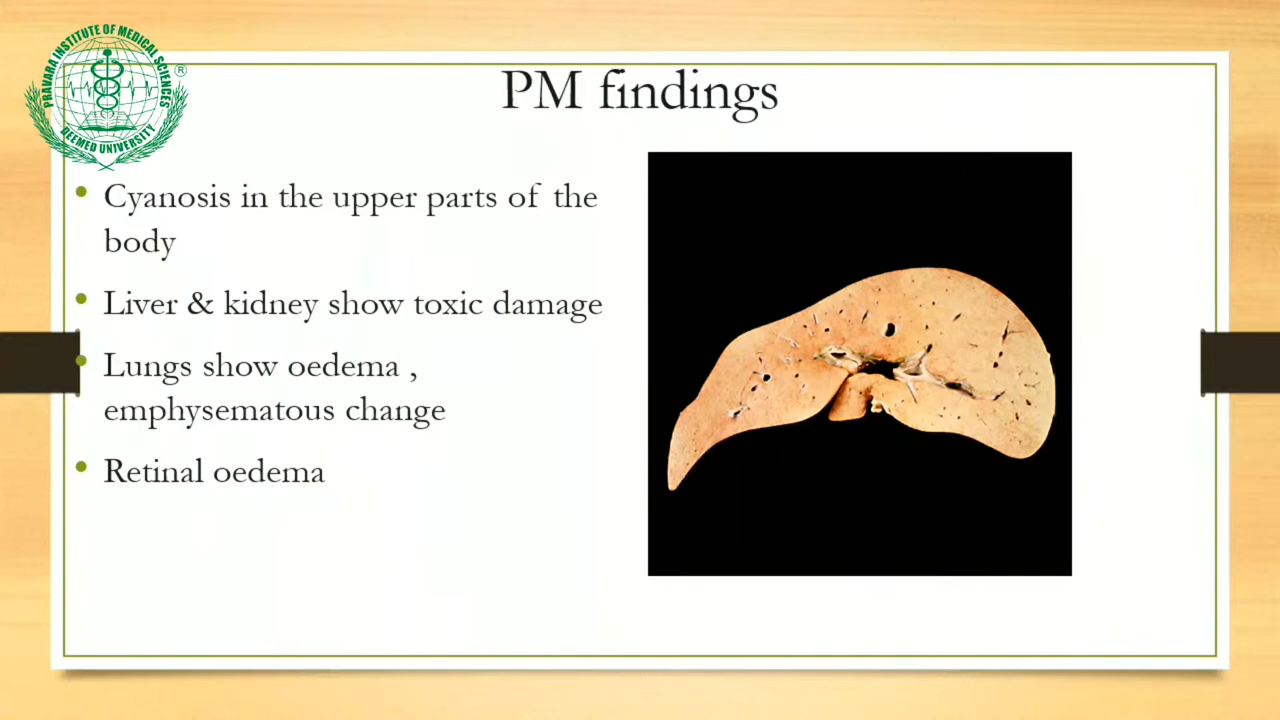 PRAVARA INSTITUTE OF MEDICAL SCIENCES
DEEMED UNIVERSITY
®
PM findings
• Cyanosis in the upper parts of the
body
• Liver & kidney show toxic damage
• Lungs show oedema ,
emphysematous change
• Retinal oedema